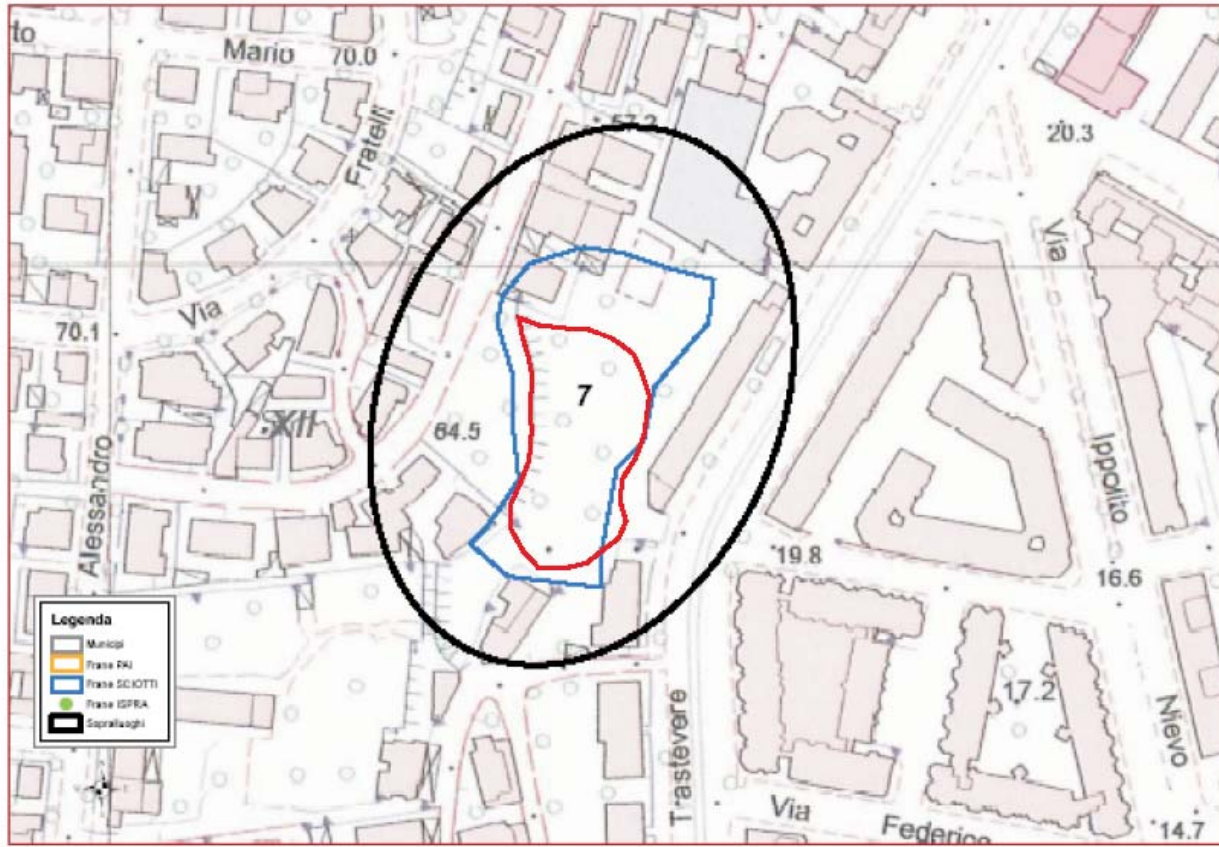 to
Mario 70.0
57.2
Fratelli
20.3
Via
Via
70.1
7
XII
64.5
Alessandro
Ippolito
19.8
16.6
Legenda
Municipi
Frane PAI
Frane SCIOTTI
Frane ISPRA
Sopralluoghi
17.2
Trastevere
Nievo
Via
Federico
14.7